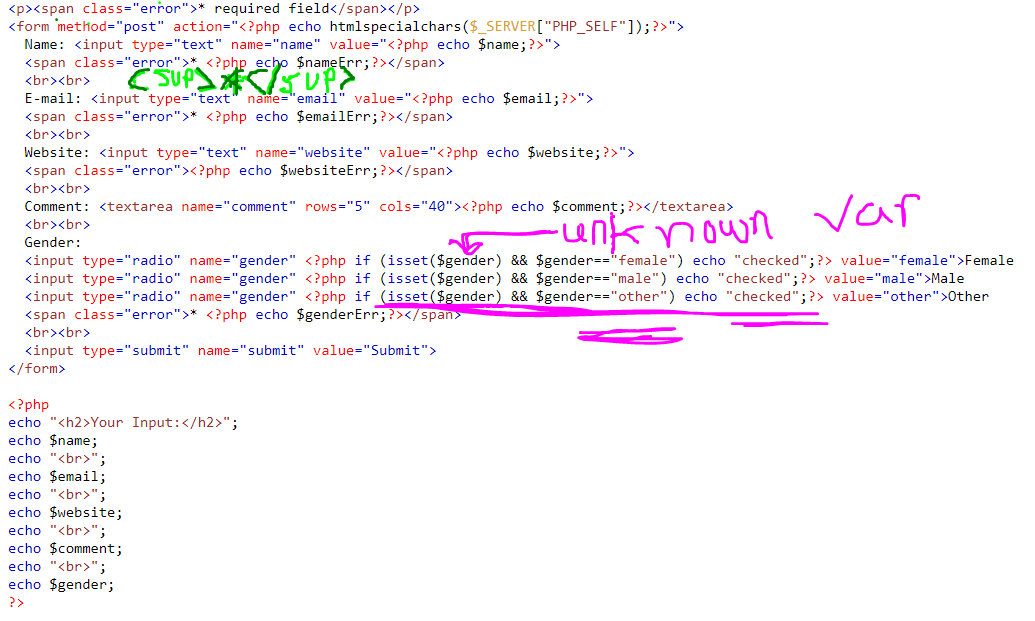 <p><span class="error">* required field</span></p>
<form method="post" action="<?php echo htmlspecialchars($_SERVER["PHP_SELF"]);?>">
Name: <input type="text" name="name" value="<?php echo $name;?>">
<span class="error">* <?php echo $nameErr;?></span>
<br><br>
<SUP>*</SUP>
E-mail: <input type="text" name="email" value="<?php echo $email;?>">
<span class="error">* <?php echo $emailErr;?></span>
<br><br>
Website: <input type="text" name="website" value="<?php echo $website;?>">
<span class="error"><?php echo $websiteErr;?></span>
<br><br>
Comment: <textarea name="comment" rows="5" cols="40"><?php echo $comment;?></textarea>
<br><br>
unknown var
Gender:
<input type="radio" name="gender" <?php if (isset($gender) && $gender=="female") echo "checked";?> value="female">Female
<input type="radio" name="gender" <?php if (isset($gender) && $gender=="male") echo "checked";?> value="male">Male
<input type="radio" name="gender" <?php if (isset($gender) && $gender=="other") echo "checked";?> value="other">Other
<span class="error">* <?php echo $genderErr;?></span>
<br><br>
<input type="submit" name="submit" value="Submit">
</form>
<?php
echo "<h2>Your Input:</h2>";
echo $name;
echo "<br>";
echo $email;
echo "<br>";
echo $website;
echo "<br>";
echo $comment;
echo "<br>";
echo $gender;
?>